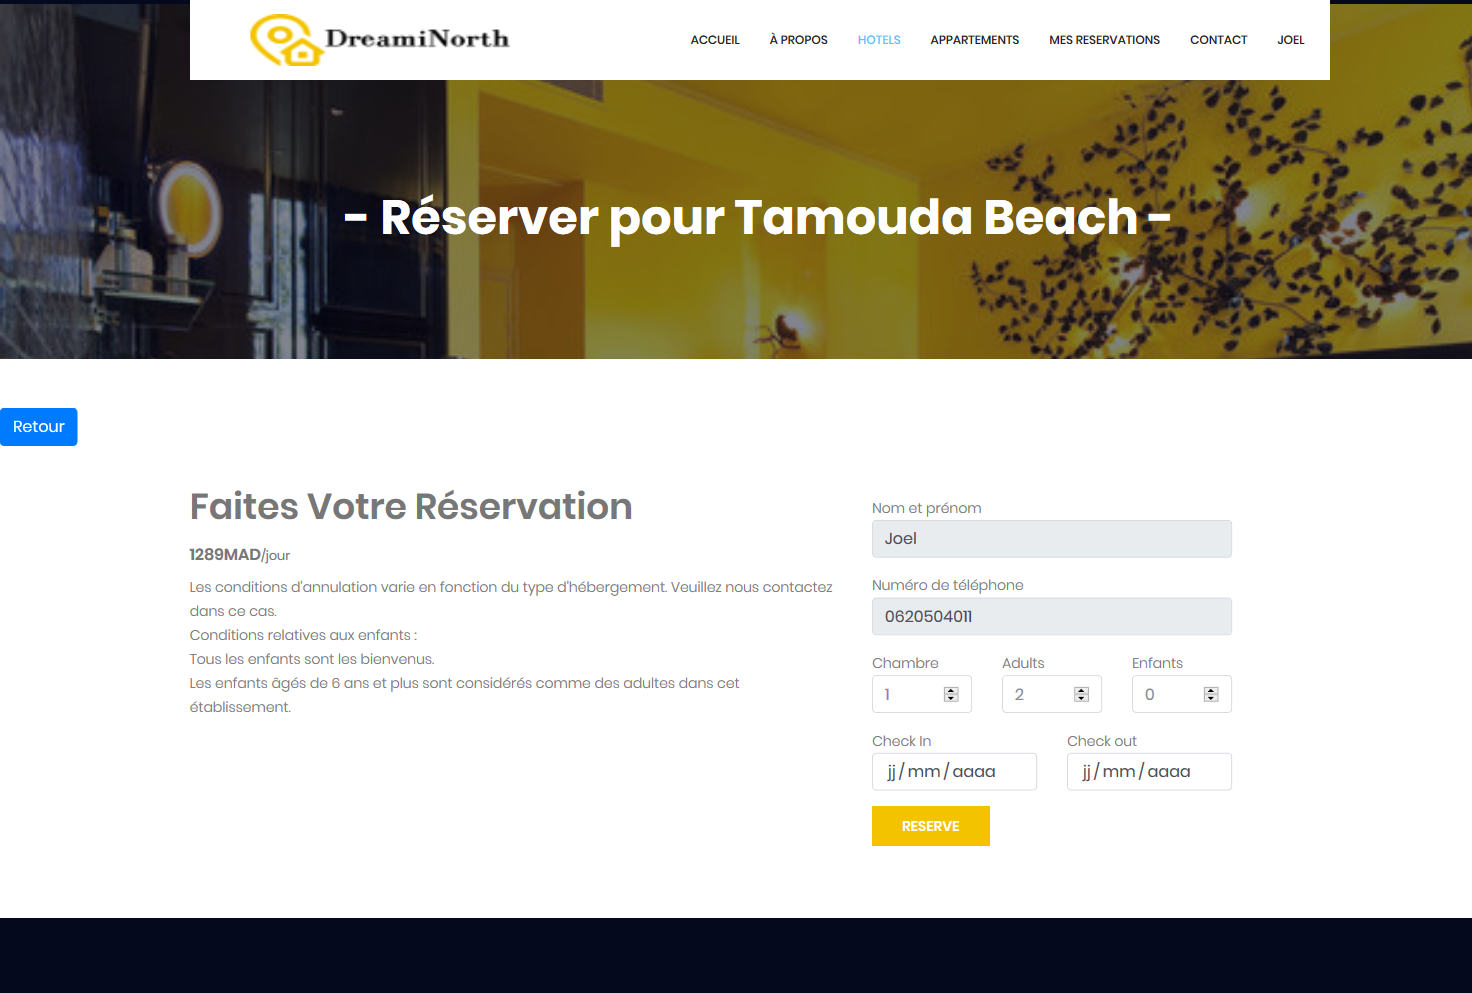 DreamiNorth
ACCUEIL À PROPOS HOTELS APPARTEMENTS MES RESERVATIONS CONTACT JOEL
- Réserver pour Tamouda Beach -
Retour
Faites Votre Réservation
1289MAD/jour
Les conditions d'annulation varie en fonction du type d'hébergement. Veuillez nous contactez
dans ce cas.
Conditions relatives aux enfants :
Tous les enfants sont les bienvenus.
Les enfants âgés de 6 ans et plus sont considérés comme des adultes dans cet
établissement.
Nom et prénom
Joel
Numéro de téléphone
0620504011
Chambre Adults Enfants
1 2 0
Check In Check out
jj / mm / aaaa jj / mm / aaaa
RESERVE